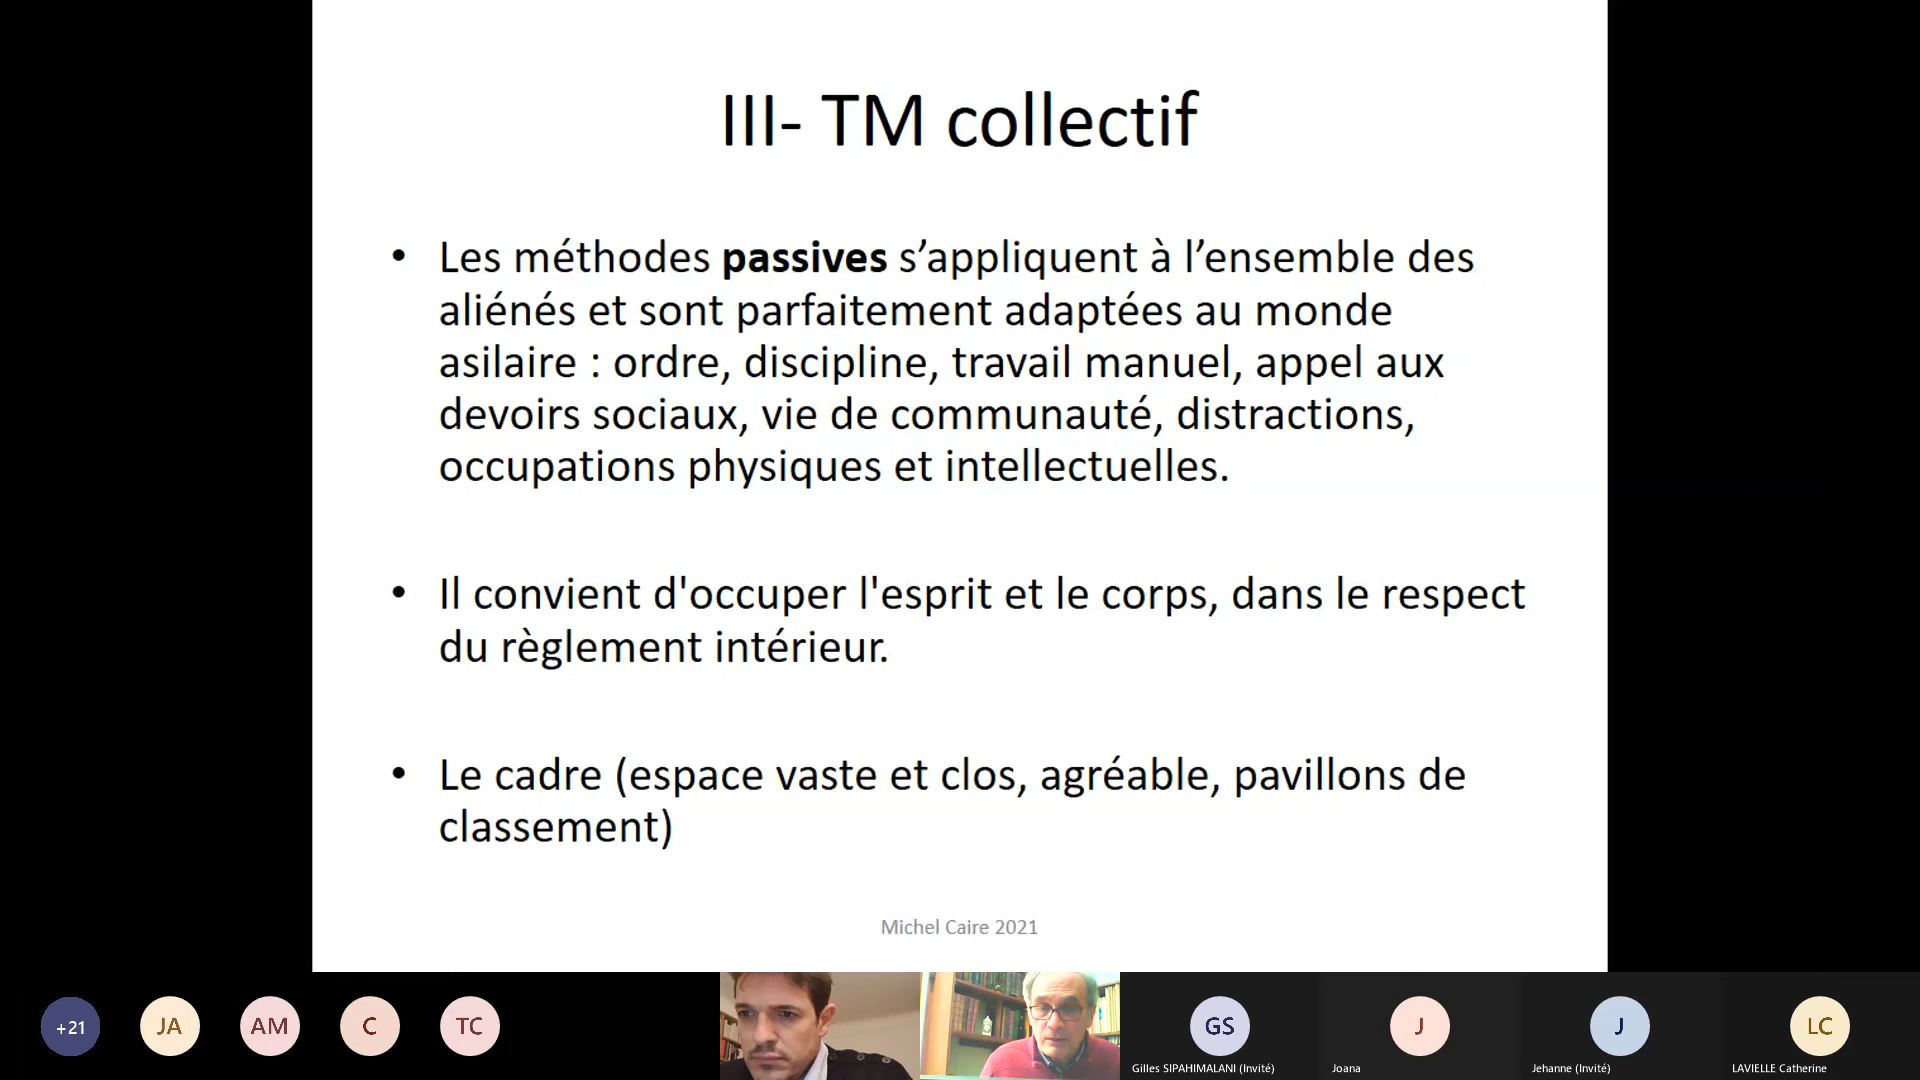 III- TM collectif
• Les méthodes passives s’appliquent à l’ensemble des
aliénés et sont parfaitement adaptées au monde
asilaire : ordre, discipline, travail manuel, appel aux
devoirs sociaux, vie de communauté, distractions,
occupations physiques et intellectuelles.
• Il convient d'occuper l'esprit et le corps, dans le respect
du règlement intérieur.
• Le cadre (espace vaste et clos, agréable, pavillons de
classement)
Michel Caire 2021
+21
JA
AM
C
TC
GS
J
J
LC
Gilles SIPAHIMALANI (Invité)
Joana
Jehanne (Invité)
LAVIELLE Catherine